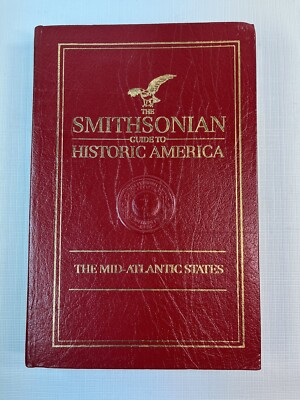 THE
SMITHSONIAN
GUIDE TO
HISTORIC AMERICA
THE MID-ATLANTIC STATES